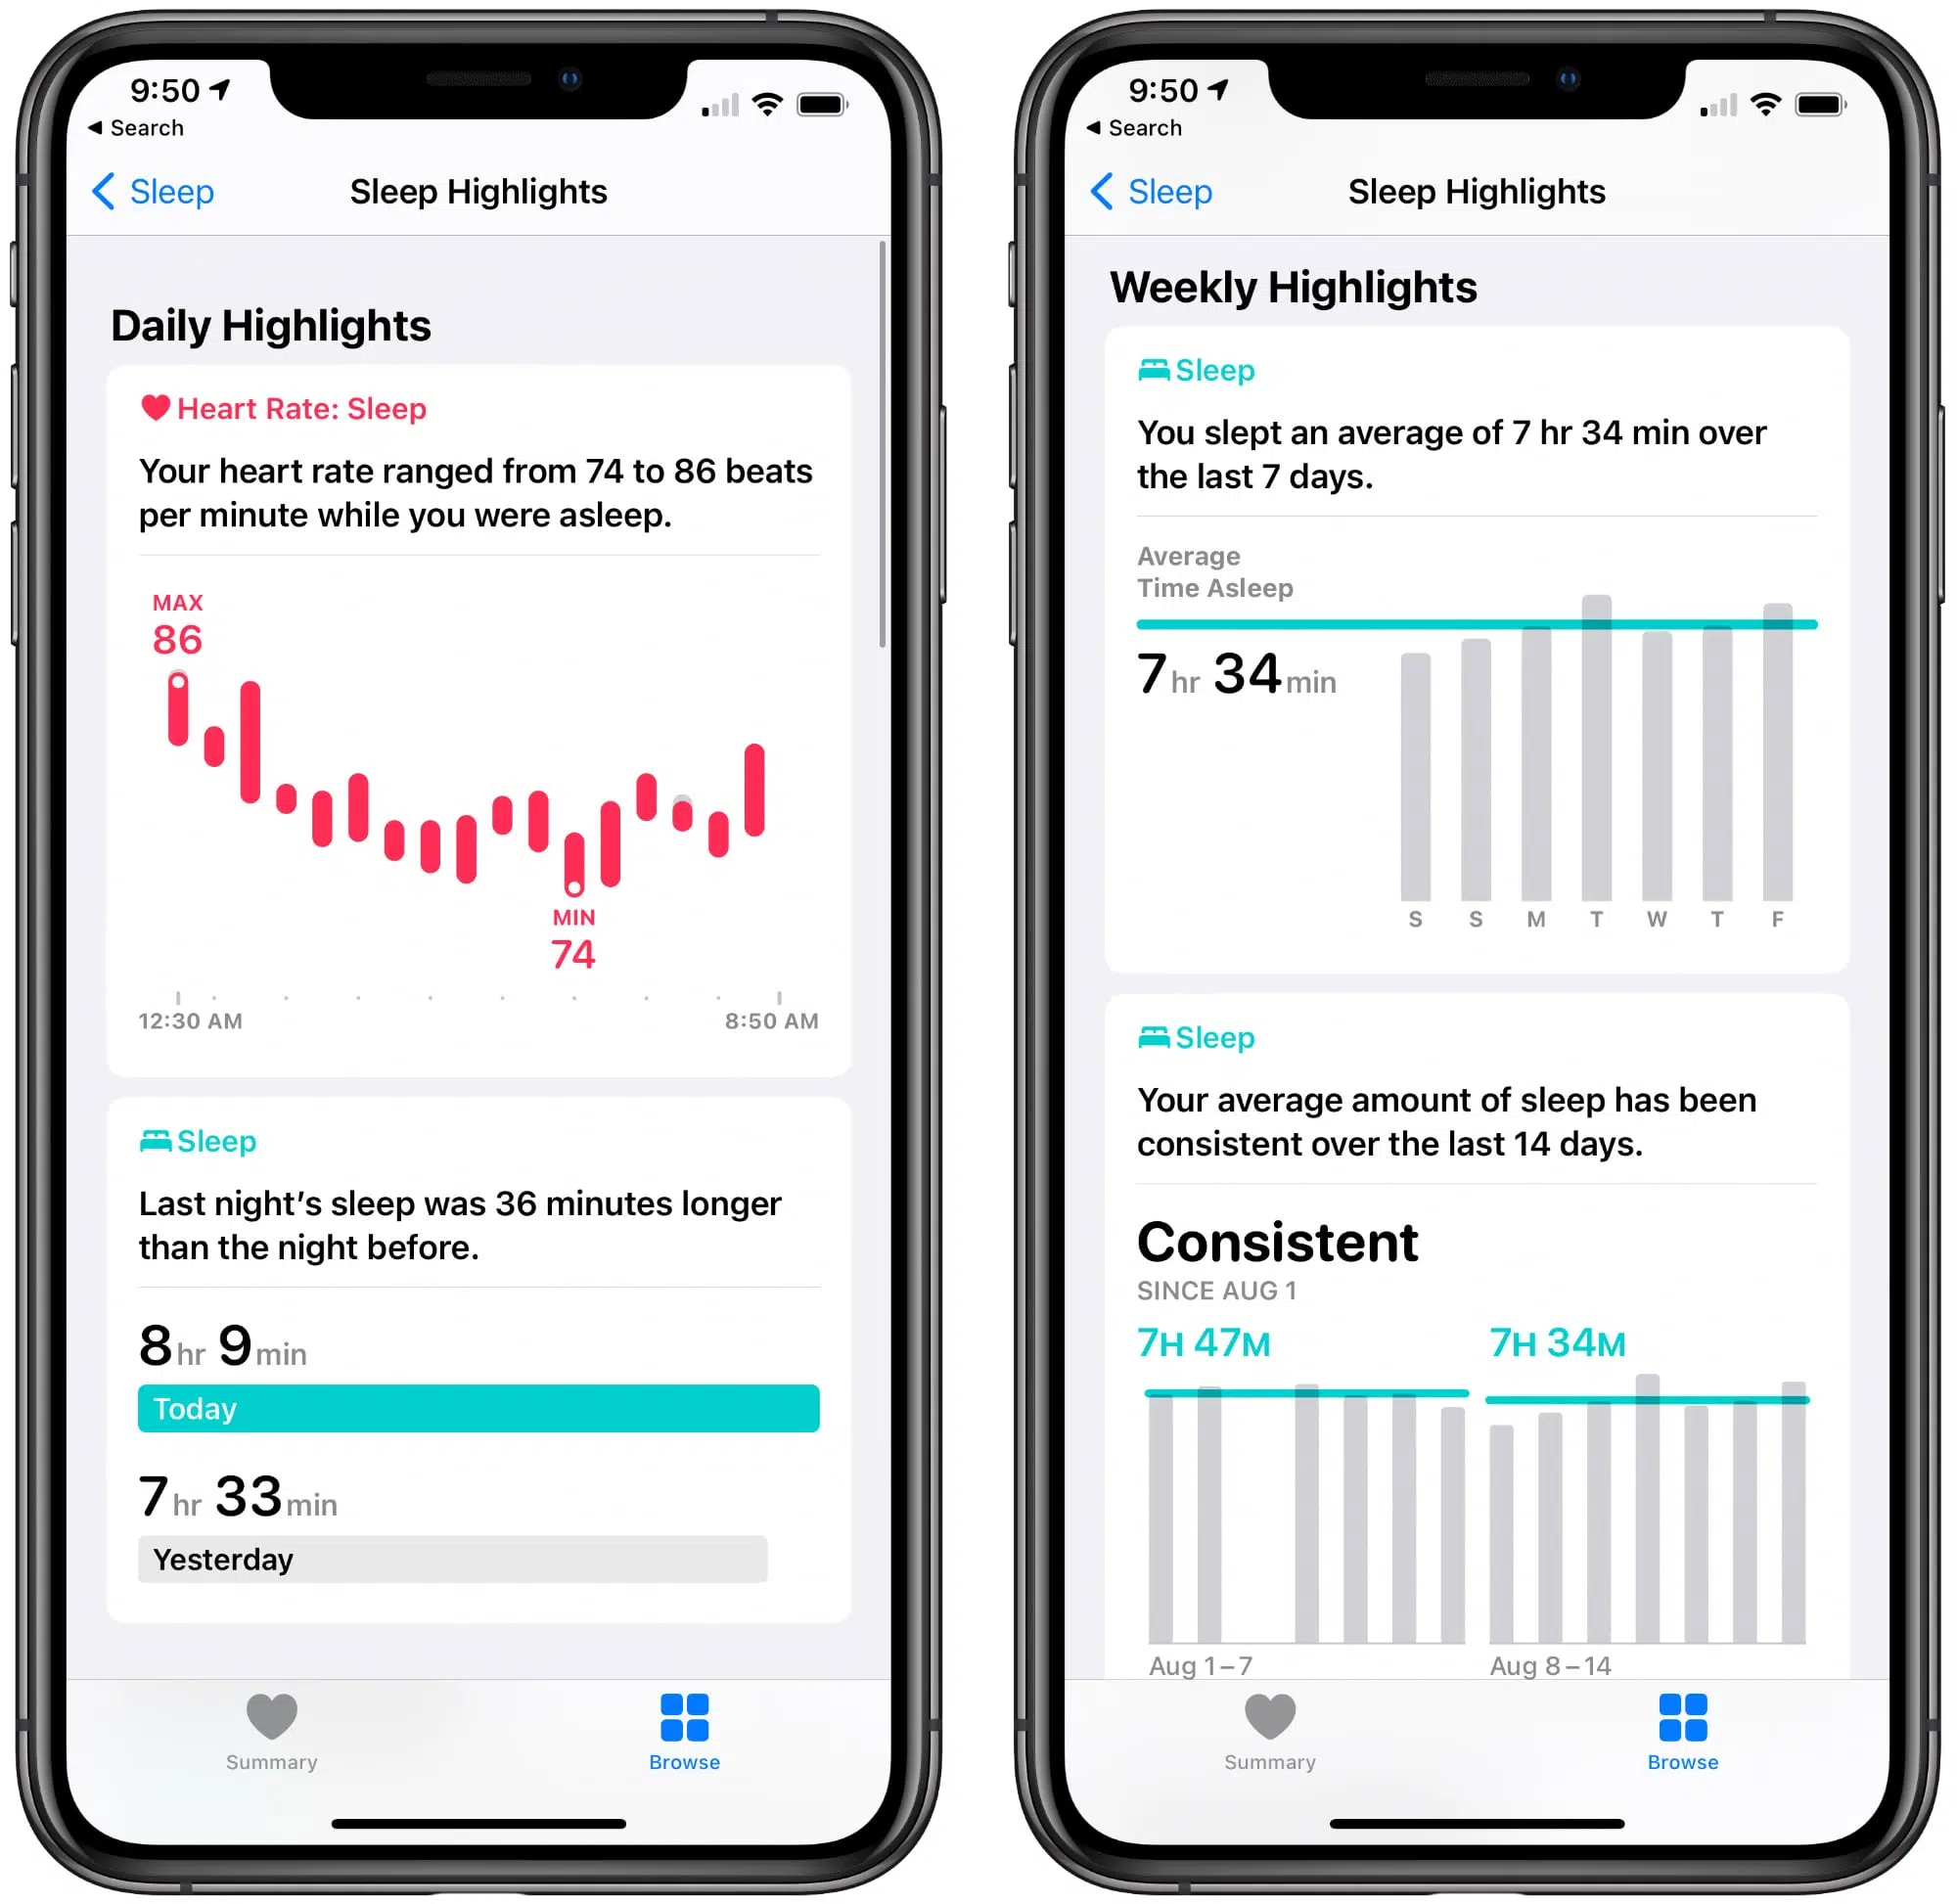 9:50
Search
Sleep
Sleep Highlights
Daily Highlights
Heart Rate: Sleep
Your heart rate ranged from 74 to 86 beats
per minute while you were asleep.
MAX
86
MIN
74
12:30 AM
8:50 AM
Sleep
Last night’s sleep was 36 minutes longer
than the night before.
8 hr 9 min
Today
7 hr 33 min
Yesterday
Summary
Browse
9:50
Search
Sleep
Sleep Highlights
Weekly Highlights
Sleep
You slept an average of 7 hr 34 min over
the last 7 days.
Average
Time Asleep
7 hr 34 min
S S M T W T F
Sleep
Your average amount of sleep has been
consistent over the last 14 days.
Consistent
SINCE AUG 1
7H 47M
7H 34M
Aug 1–7
Aug 8–14
Summary
Browse